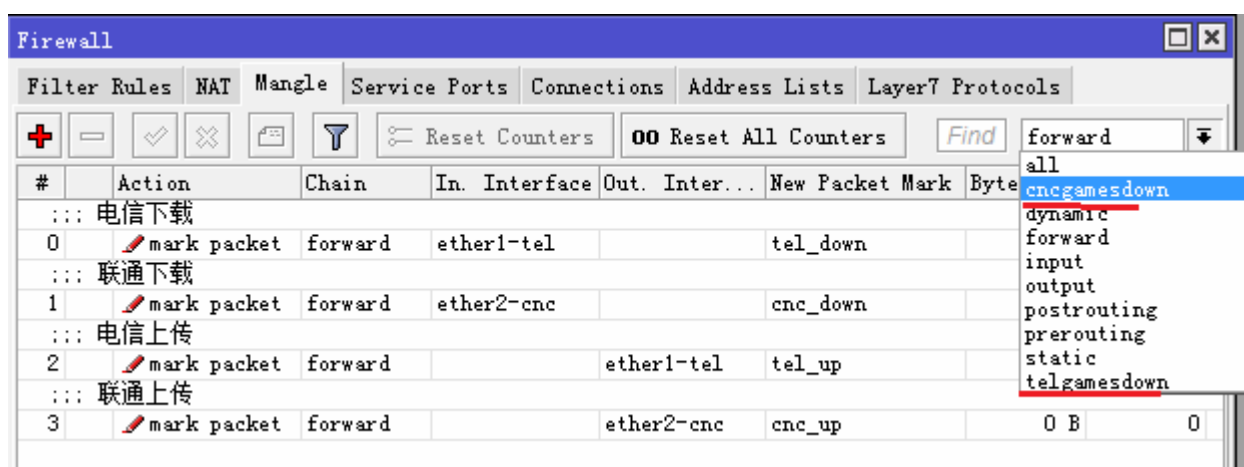 Firewall
Filter Rules NAT Mangle Service Ports Connections Address Lists Layer7 Protocols
Reset Counters 00 Reset All Counters Find forward
# Action Chain In. Interface Out. Inter... New Packet Mark Byte
all
cncgamesdown
dynamic
forward
input
output
postrouting
prerouting
static
telgamesdown
::: 电信下载
0 mark packet forward ether1-tel tel_down
::: 联通下载
1 mark packet forward ether2-cnc cnc_down
::: 电信上传
2 mark packet forward ether1-tel tel_up
::: 联通上传
3 mark packet forward ether2-cnc cnc_up 0 B 0